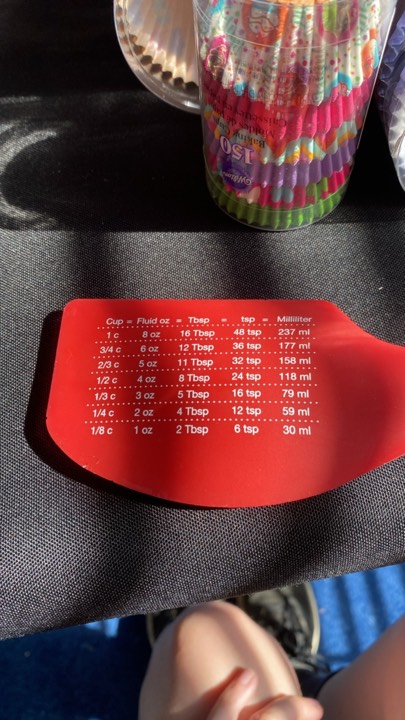 Wilton
150
Baking Cups
Cup = Fluid oz = Tbsp = tsp = Milliliter
1 c 8 oz 16 Tbsp 48 tsp 237 ml
3/4 c 6 oz 12 Tbsp 36 tsp 177 ml
2/3 c 5 oz 11 Tbsp 32 tsp 158 ml
1/2 c 4 oz 8 Tbsp 24 tsp 118 ml
1/3 c 3 oz 5 Tbsp 16 tsp 79 ml
1/4 c 2 oz 4 Tbsp 12 tsp 59 ml
1/8 c 1 oz 2 Tbsp 6 tsp 30 ml